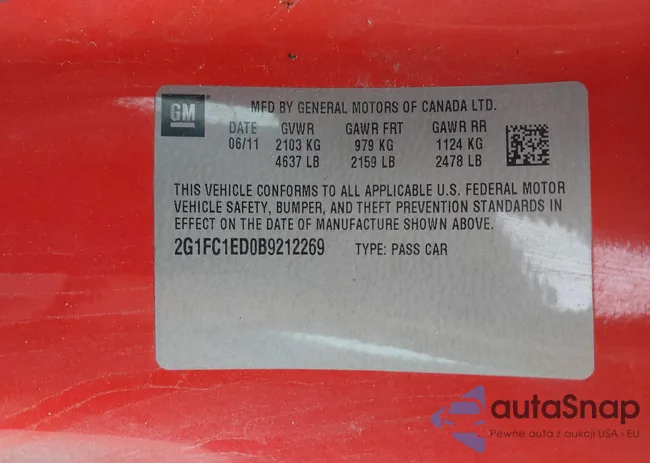 GM
MFD BY GENERAL MOTORS OF CANADA LTD.
DATE GVWR GAWR FRT GAWR RR
06/11 2103 KG 979 KG 1124 KG
4637 LB 2159 LB 2478 LB
THIS VEHICLE CONFORMS TO ALL APPLICABLE U.S. FEDERAL MOTOR
VEHICLE SAFETY, BUMPER, AND THEFT PREVENTION STANDARDS IN
EFFECT ON THE DATE OF MANUFACTURE SHOWN ABOVE.
2G1FC1ED0B9212269 TYPE: PASS CAR
autaSnap
Pewne auta z aukcji USA i EU